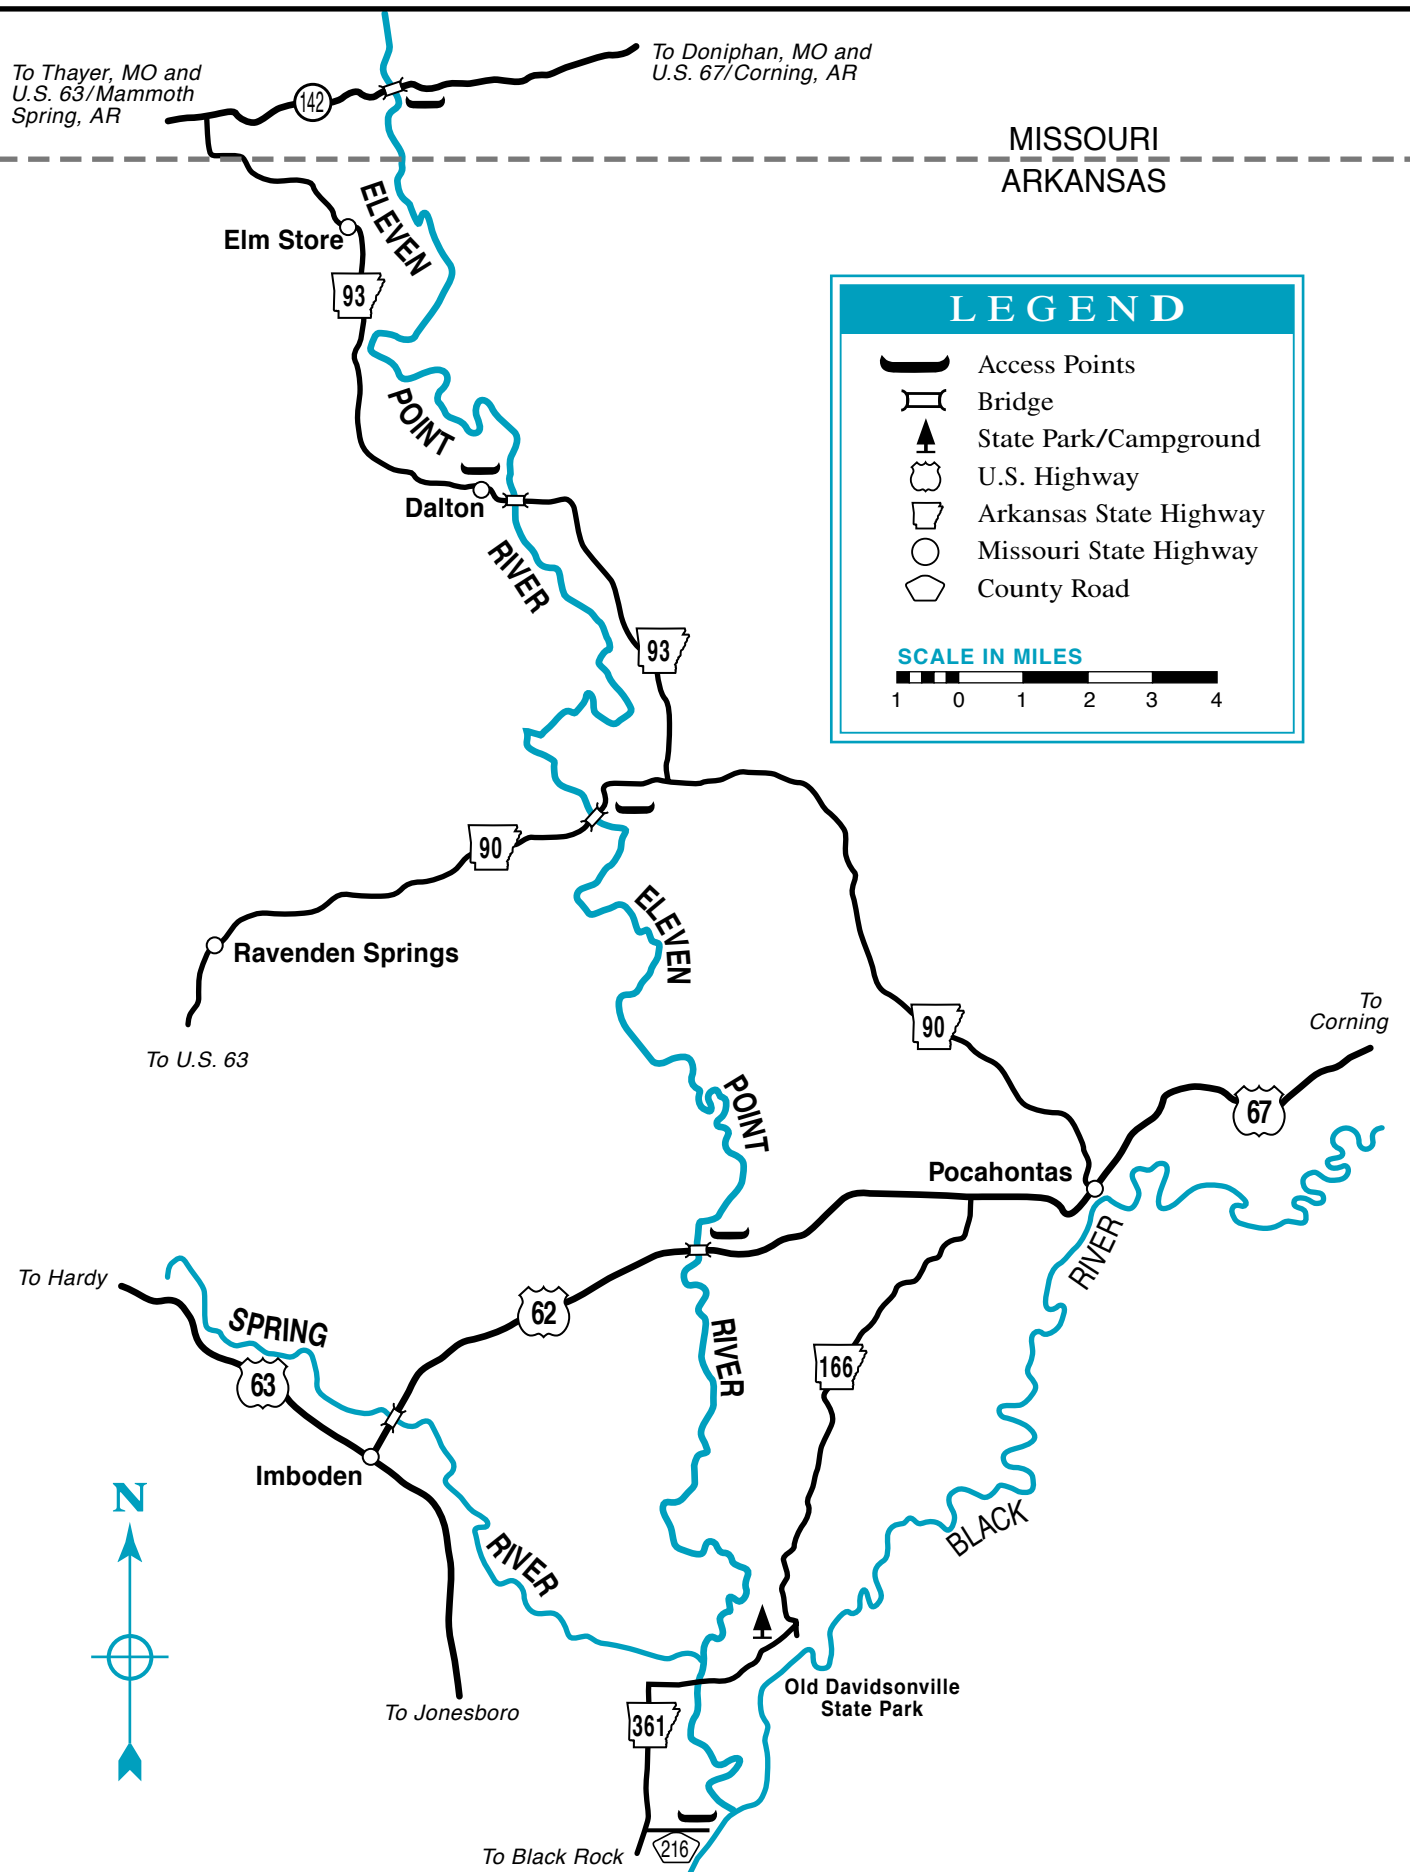 To Thayer, MO and
U.S. 63/Mammoth
Spring, AR
142
To Doniphan, MO and
U.S. 67/Corning, AR
MISSOURI
ARKANSAS
ELEVEN
Elm Store
93
POINT
Dalton
RIVER
93
LEGEND
Access Points
Bridge
State Park/Campground
U.S. Highway
Arkansas State Highway
Missouri State Highway
County Road
SCALE IN MILES
1 0 1 2 3 4
90
ELEVEN
Ravenden Springs
To U.S. 63
90
To
Corning
67
POINT
Pocahontas
RIVER
To Hardy
SPRING
62
63
RIVER
166
Imboden
N
BLACK
RIVER
Old Davidsonville
State Park
To Jonesboro
361
To Black Rock
216